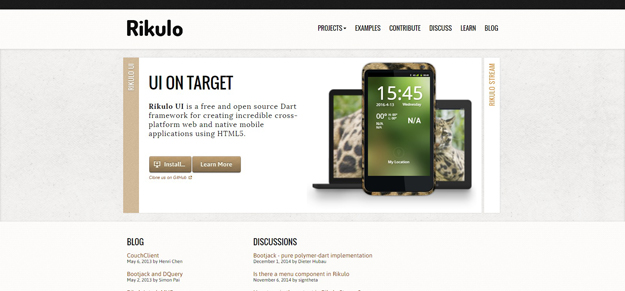 Rikulo
PROJECTS EXAMPLES CONTRIBUTE DISCUSS LEARN BLOG
RIKULO UI
UI ON TARGET
Rikulo UI is a free and open source Dart
framework for creating incredible cross-
platform web and native mobile
applications using HTML5.
Install... Learn More
Clone us on GitHub
15:45
2016-4-13 Wednesday
00°
N/A
N/A
N/A
My Location
RIKULO STREAM
BLOG
CouchClient
May 6, 2013 by Henri Chen
Bootjack and DQuery
May 2, 2013 by Simon Pai
DISCUSSIONS
Bootjack - pure polymer-dart implementation
December 1, 2014 by Dieter Hubau
Is there a menu component in Rikulo
November 6, 2014 by signtheta